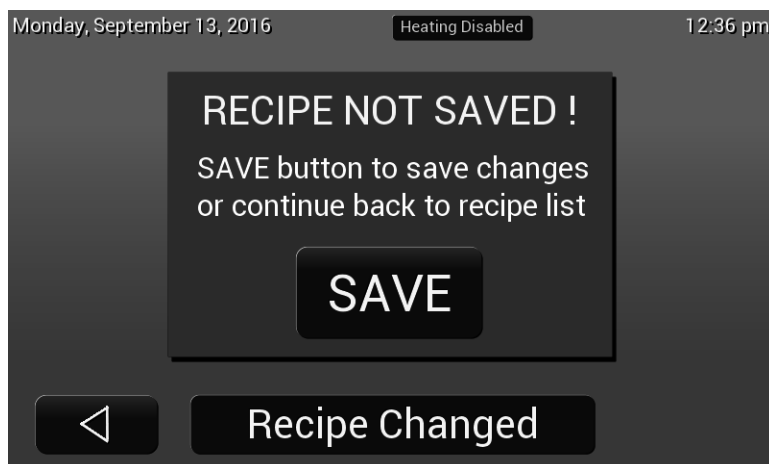 Monday, September 13, 2016
Heating Disabled
12:36 pm
RECIPE NOT SAVED !
SAVE button to save changes
or continue back to recipe list
SAVE
Recipe Changed